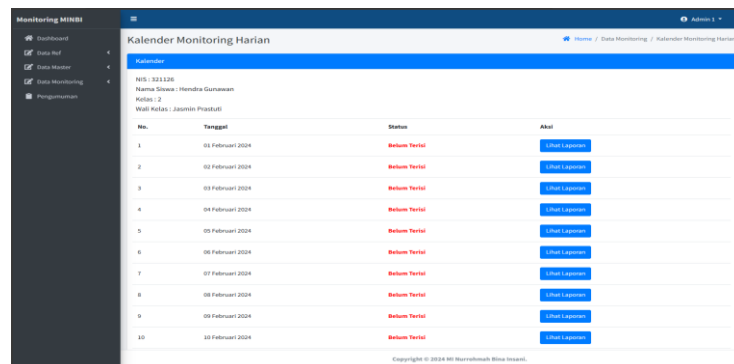 Monitoring MINBI
Admin 1
Dashboard
Data Ref
Data Master
Data Monitoring
Pengumuman
Kalender Monitoring Harian
Home / Data Monitoring / Kalender Monitoring Harian
Kalender
NIS : 321126
Nama Siswa : Hendra Gunawan
Kelas : 2
Wali Kelas : Jasmin Prastuti
No. Tanggal Status Aksi
1 01 Februari 2024 Belum Terisi Lihat Laporan
2 02 Februari 2024 Belum Terisi Lihat Laporan
3 03 Februari 2024 Belum Terisi Lihat Laporan
4 04 Februari 2024 Belum Terisi Lihat Laporan
5 05 Februari 2024 Belum Terisi Lihat Laporan
6 06 Februari 2024 Belum Terisi Lihat Laporan
7 07 Februari 2024 Belum Terisi Lihat Laporan
8 08 Februari 2024 Belum Terisi Lihat Laporan
9 09 Februari 2024 Belum Terisi Lihat Laporan
10 10 Februari 2024 Belum Terisi Lihat Laporan
Copyright © 2024 MI Nurrohmah Bina Insani.